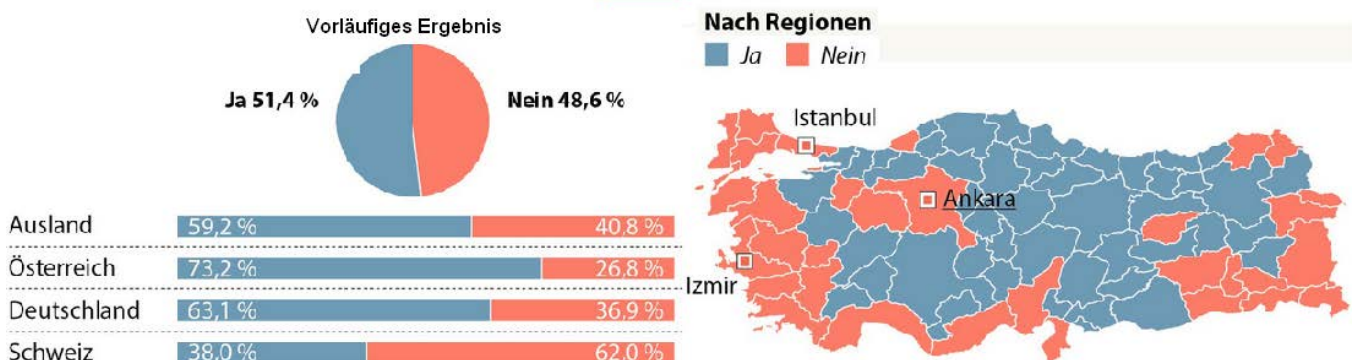 Vorläufiges Ergebnis
Ja 51,4 %
Nein 48,6 %
Ausland 59,2 % 40,8 %
Österreich 73,2 % 26,8 %
Deutschland 63,1 % 36,9 %
Schweiz 38,0 % 62,0 %
Nach Regionen
Ja Nein
Istanbul
Ankara
Izmir